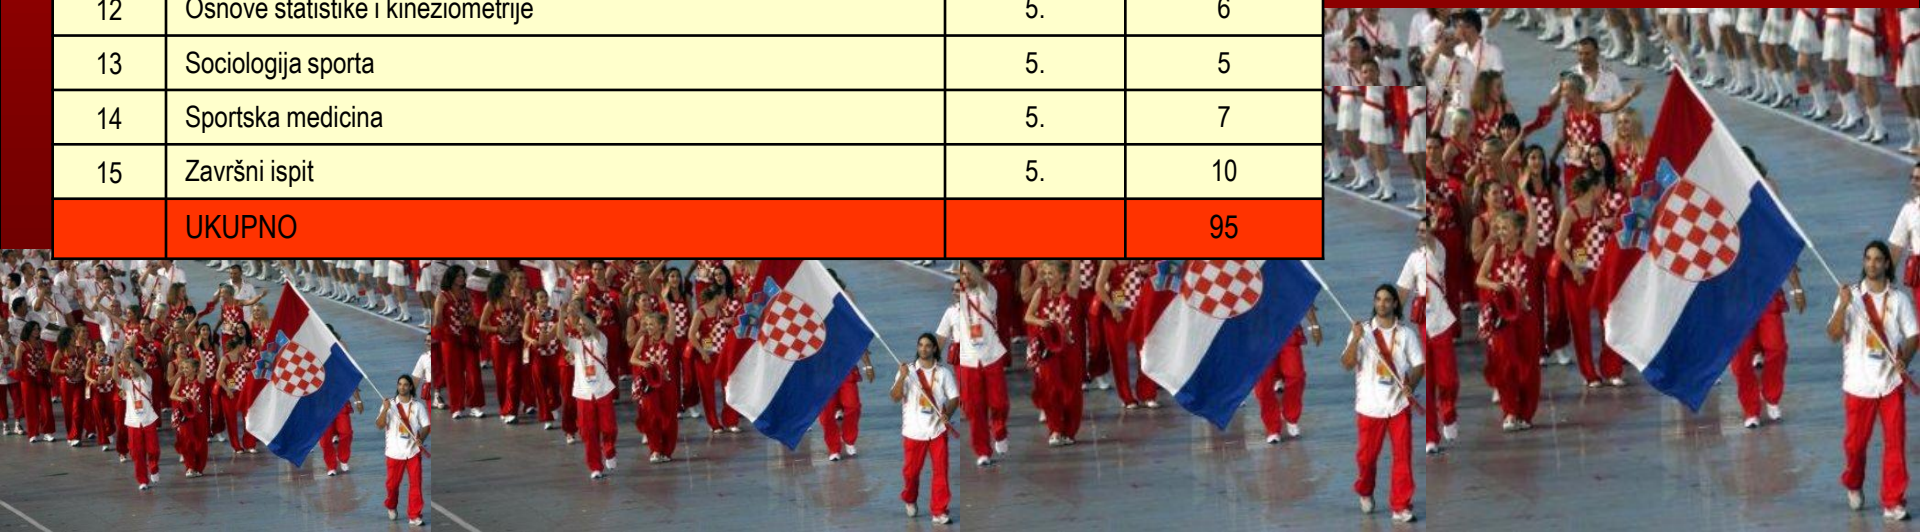 12 Osnove statistike i kineziometrije 5. 6
13 Sociologija sporta 5. 5
14 Sportska medicina 5. 7
15 Završni ispit 5. 10
UKUPNO 95